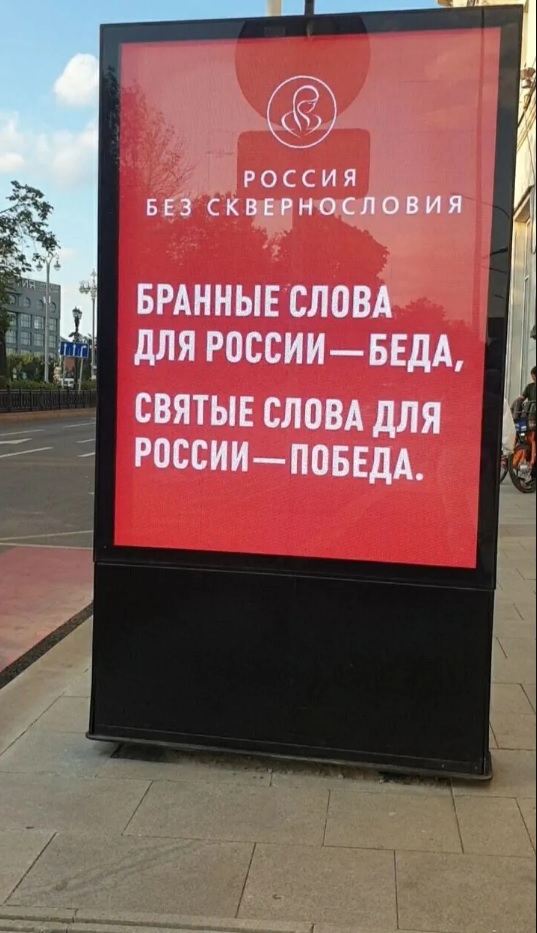 РОССИЯ
БЕЗ СКВЕРНОСЛОВИЯ
БРАННЫЕ СЛОВА
ДЛЯ РОССИИ—БЕДА,
СВЯТЫЕ СЛОВА ДЛЯ
РОССИИ—ПОБЕДА.